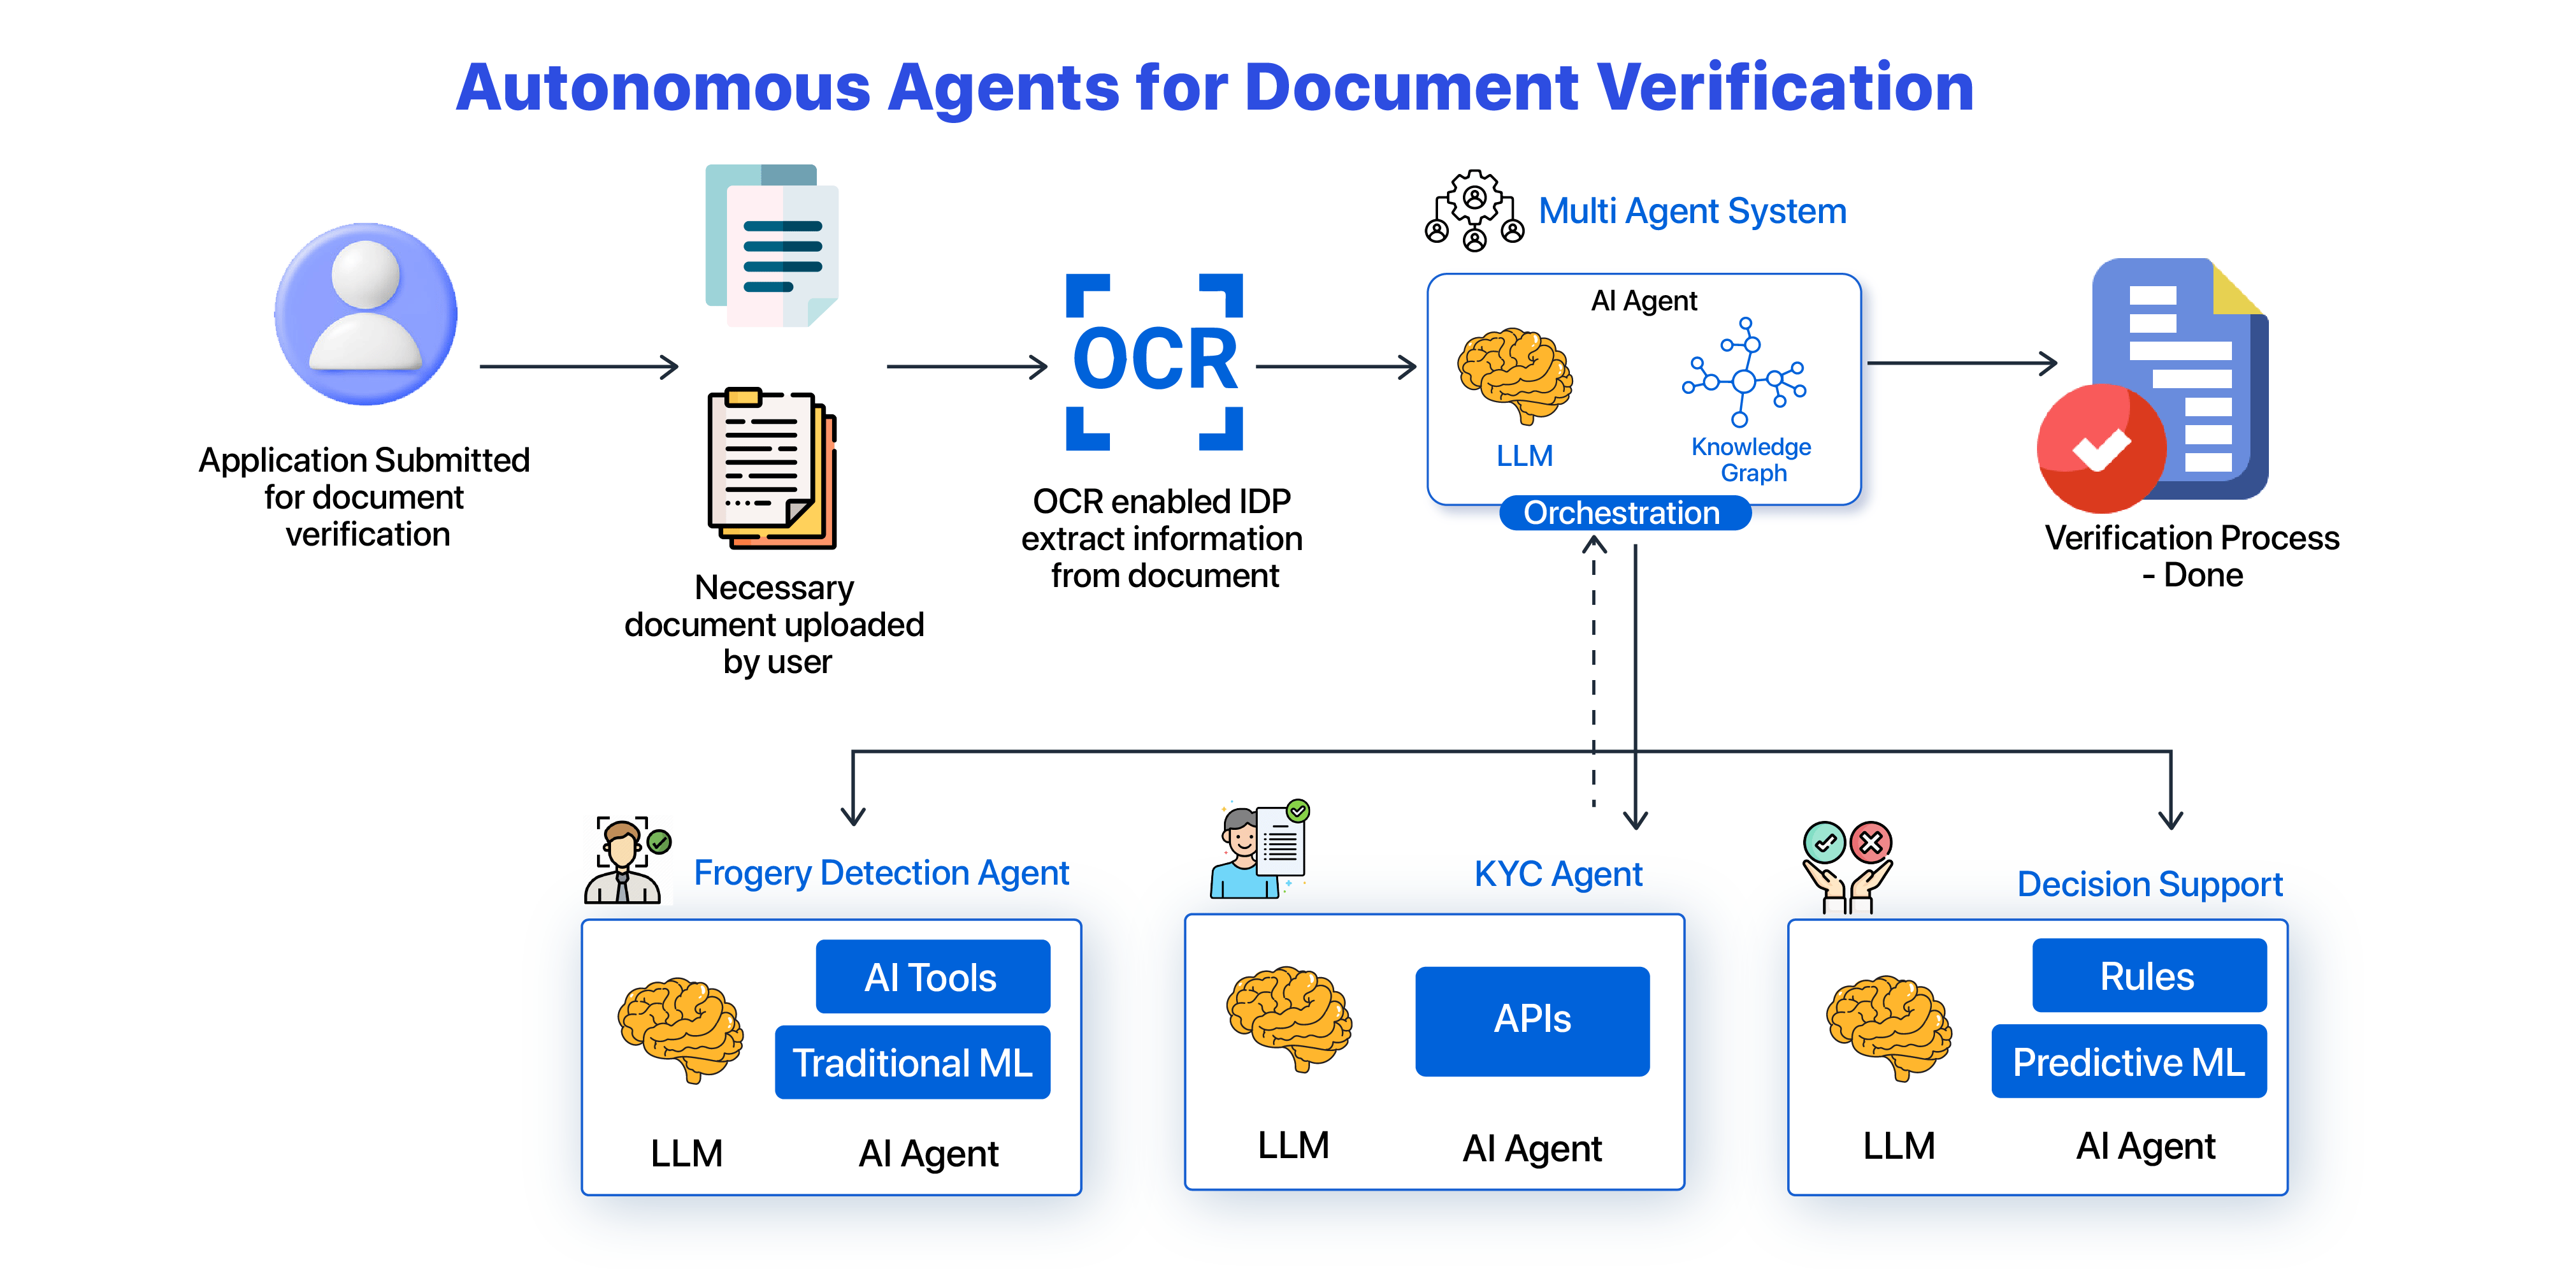 Autonomous Agents for Document Verification
Application Submitted
for document
verification
Necessary
document uploaded
by user
OCR
OCR enabled IDP
extract information
from document
Multi Agent System
AI Agent
LLM
Knowledge
Graph
Orchestration
Verification Process
- Done
Frogery Detection Agent
AI Tools
Traditional ML
LLM
AI Agent
KYC Agent
APIs
LLM
AI Agent
Decision Support
Rules
Predictive ML
LLM
AI Agent